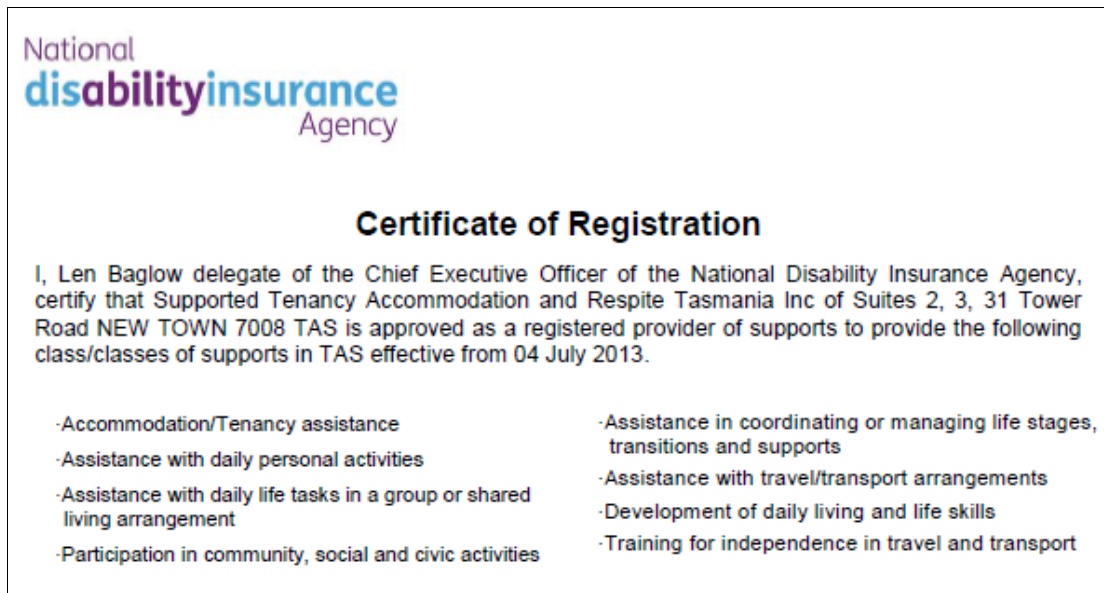 National
disabilityinsurance
Agency
Certificate of Registration
I, Len Baglow delegate of the Chief Executive Officer of the National Disability Insurance Agency,
certify that Supported Tenancy Accommodation and Respite Tasmania Inc of Suites 2, 3, 31 Tower
Road NEW TOWN 7008 TAS is approved as a registered provider of supports to provide the following
class/classes of supports in TAS effective from 04 July 2013.
·Accommodation/Tenancy assistance
·Assistance with daily personal activities
·Assistance with daily life tasks in a group or shared
living arrangement
·Participation in community, social and civic activities
·Assistance in coordinating or managing life stages,
transitions and supports
·Assistance with travel/transport arrangements
·Development of daily living and life skills
·Training for independence in travel and transport